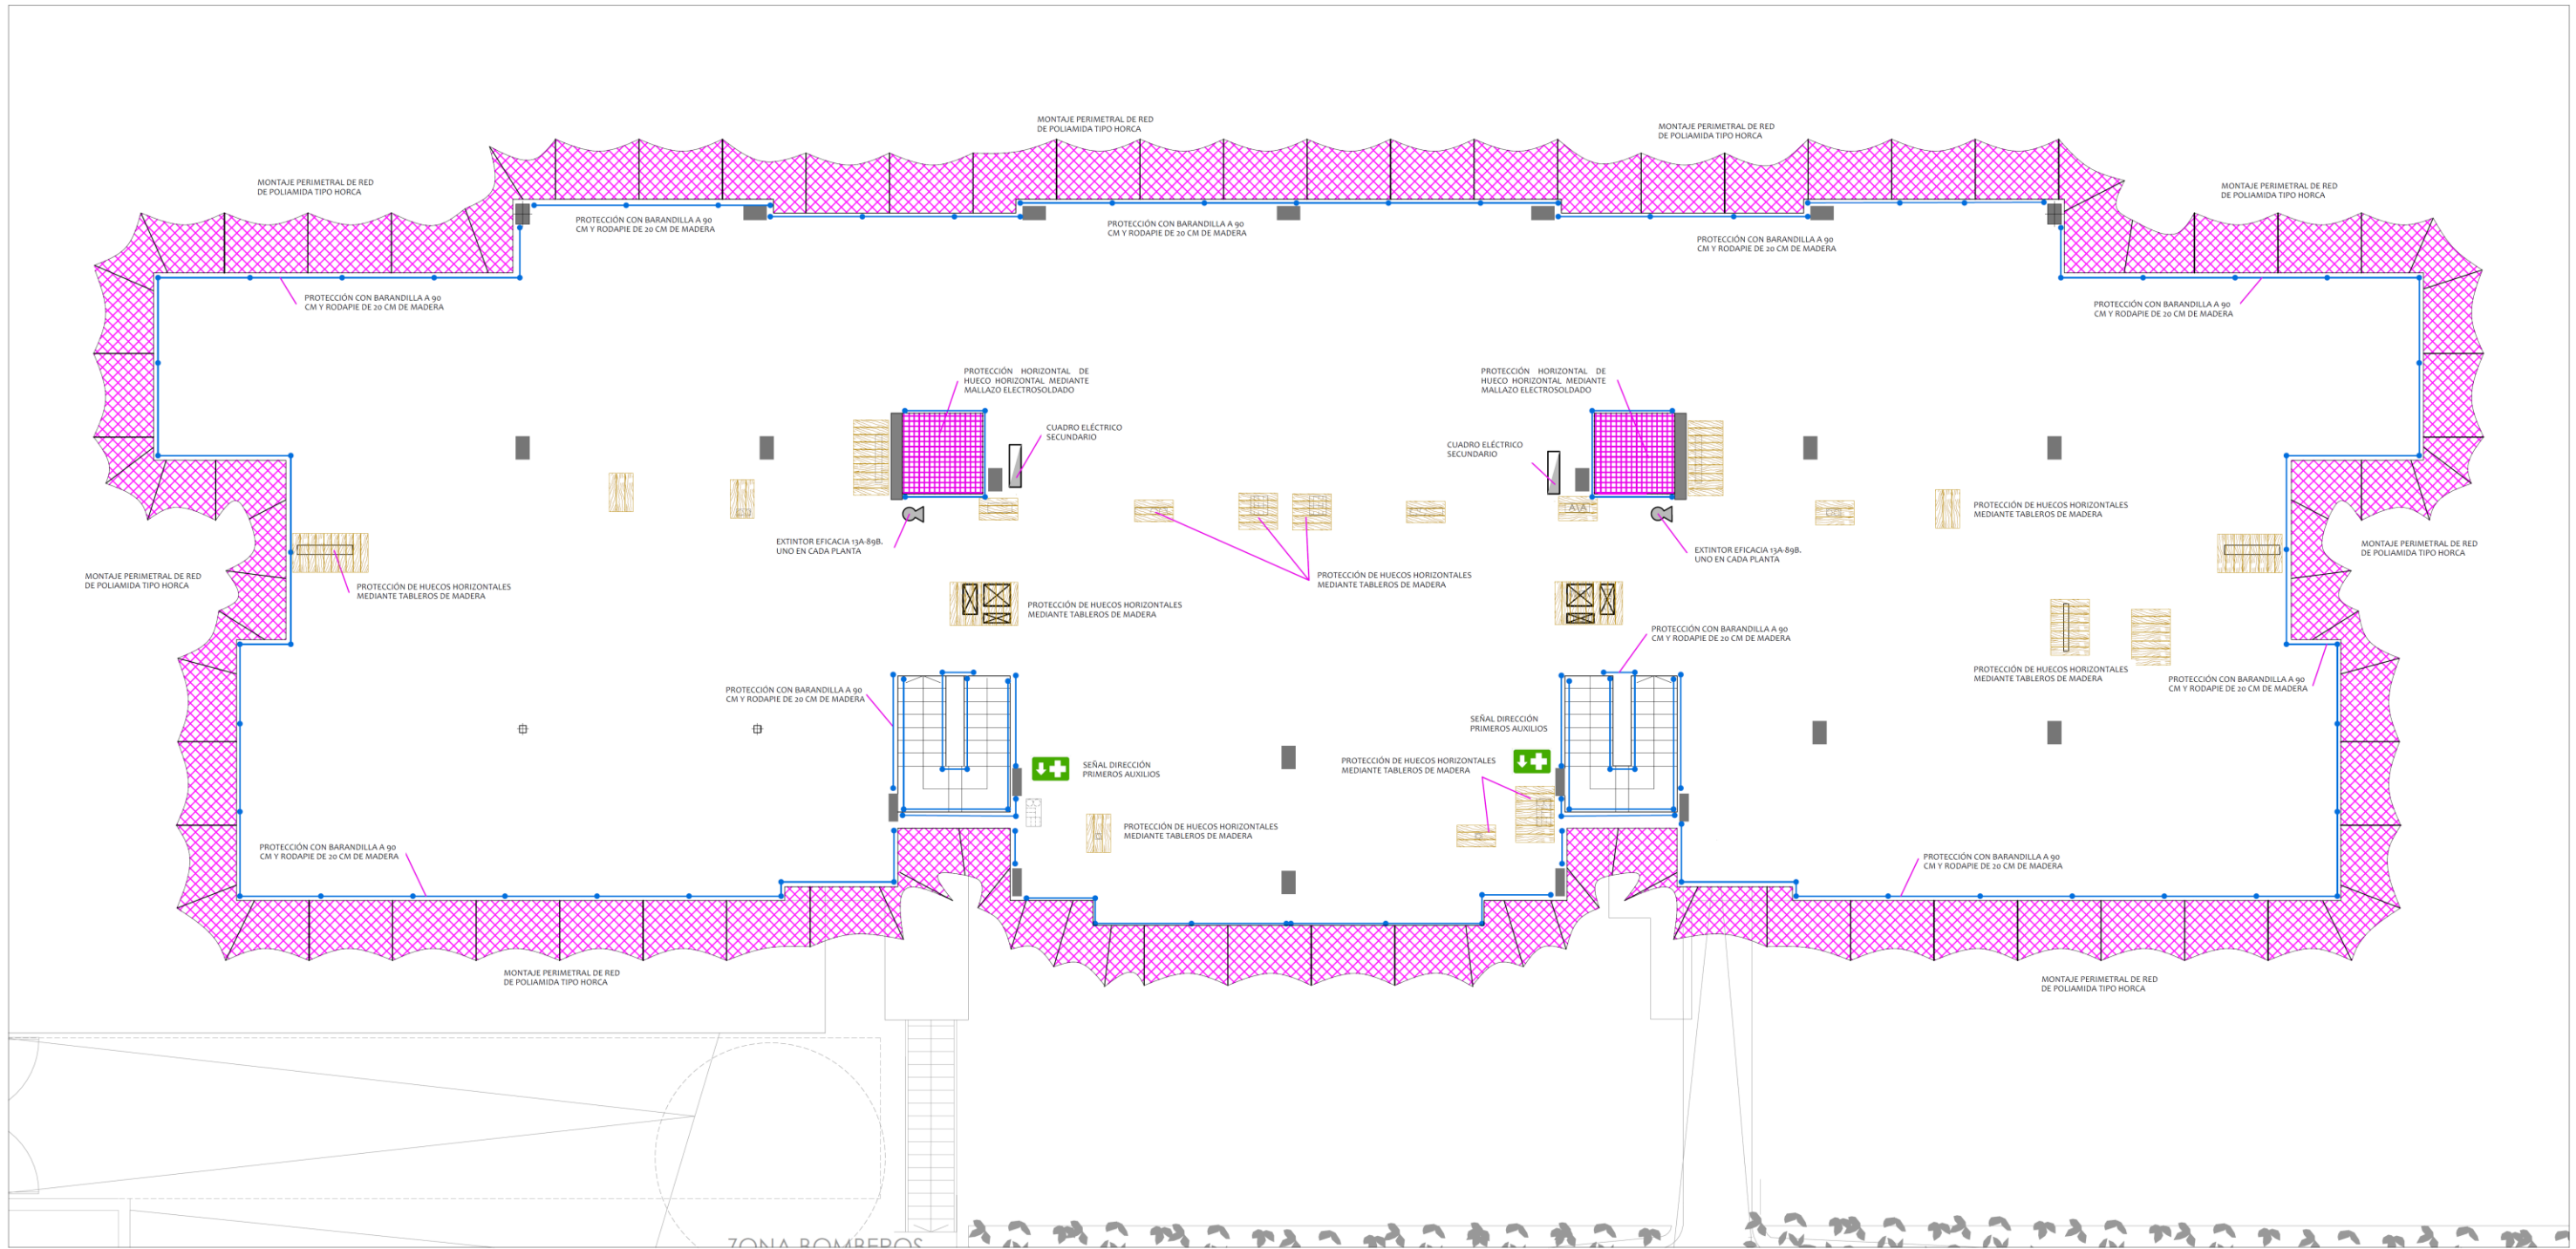 MONTAJE PERIMETRAL DE RED
DE POLIAMIDA TIPO HORCA
MONTAJE PERIMETRAL DE RED
DE POLIAMIDA TIPO HORCA
MONTAJE PERIMETRAL DE RED
DE POLIAMIDA TIPO HORCA
MONTAJE PERIMETRAL DE RED
DE POLIAMIDA TIPO HORCA
PROTECCIÓN CON BARANDILLA A 90
CM Y RODAPIE DE 20 CM DE MADERA
PROTECCIÓN CON BARANDILLA A 90
CM Y RODAPIE DE 20 CM DE MADERA
PROTECCIÓN CON BARANDILLA A 90
CM Y RODAPIE DE 20 CM DE MADERA
PROTECCIÓN CON BARANDILLA A 90
CM Y RODAPIE DE 20 CM DE MADERA
PROTECCIÓN CON BARANDILLA A 90
CM Y RODAPIE DE 20 CM DE MADERA
PROTECCIÓN HORIZONTAL DE
HUECO HORIZONTAL MEDIANTE
MALLAZO ELECTROSOLDADO
PROTECCIÓN HORIZONTAL DE
HUECO HORIZONTAL MEDIANTE
MALLAZO ELECTROSOLDADO
CUADRO ELÉCTRICO
SECUNDARIO
CUADRO ELÉCTRICO
SECUNDARIO
PROTECCIÓN DE HUECOS HORIZONTALES
MEDIANTE TABLEROS DE MADERA
EXTINTOR EFICACIA 13A-89B.
UNO EN CADA PLANTA
EXTINTOR EFICACIA 13A-89B.
UNO EN CADA PLANTA
MONTAJE PERIMETRAL DE RED
DE POLIAMIDA TIPO HORCA
MONTAJE PERIMETRAL DE RED
DE POLIAMIDA TIPO HORCA
PROTECCIÓN DE HUECOS HORIZONTALES
MEDIANTE TABLEROS DE MADERA
PROTECCIÓN DE HUECOS HORIZONTALES
MEDIANTE TABLEROS DE MADERA
PROTECCIÓN DE HUECOS HORIZONTALES
MEDIANTE TABLEROS DE MADERA
PROTECCIÓN CON BARANDILLA A 90
CM Y RODAPIE DE 20 CM DE MADERA
PROTECCIÓN DE HUECOS HORIZONTALES
MEDIANTE TABLEROS DE MADERA
PROTECCIÓN CON BARANDILLA A 90
CM Y RODAPIE DE 20 CM DE MADERA
PROTECCIÓN CON BARANDILLA A 90
CM Y RODAPIE DE 20 CM DE MADERA
SEÑAL DIRECCIÓN
PRIMEROS AUXILIOS
SEÑAL DIRECCIÓN
PRIMEROS AUXILIOS
PROTECCIÓN DE HUECOS HORIZONTALES
MEDIANTE TABLEROS DE MADERA
PROTECCIÓN DE HUECOS HORIZONTALES
MEDIANTE TABLEROS DE MADERA
PROTECCIÓN CON BARANDILLA A 90
CM Y RODAPIE DE 20 CM DE MADERA
PROTECCIÓN CON BARANDILLA A 90
CM Y RODAPIE DE 20 CM DE MADERA
MONTAJE PERIMETRAL DE RED
DE POLIAMIDA TIPO HORCA
MONTAJE PERIMETRAL DE RED
DE POLIAMIDA TIPO HORCA
ZONA BOMBEROS